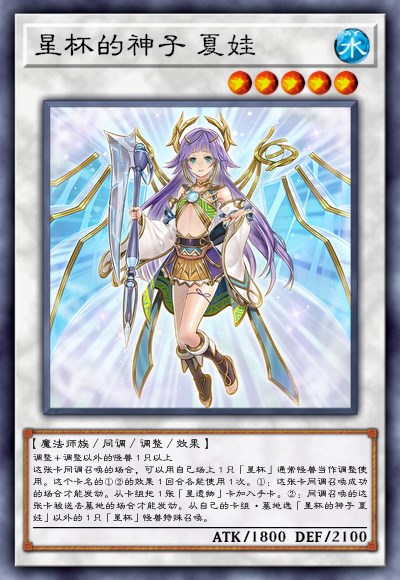 星杯的神子 夏娃
水
【魔法师族/同调/调整/效果】
调整+调整以外的怪兽1只以上
这张卡同调召唤的场合，可以用自己场上1只「星杯」通常怪兽当作调整使
用。这个卡名的①②的效果1回合各能使用1次。①：这张卡同调召唤成功
的场合才能发动。从卡组把1张「星遗物」卡加入手卡。②：同调召唤的这
张卡被送去墓地的场合才能发动。从自己的卡组·墓地选「星杯的神子 夏
娃」以外的1只「星杯」怪兽特殊召唤。
ATK/1800 DEF/2100